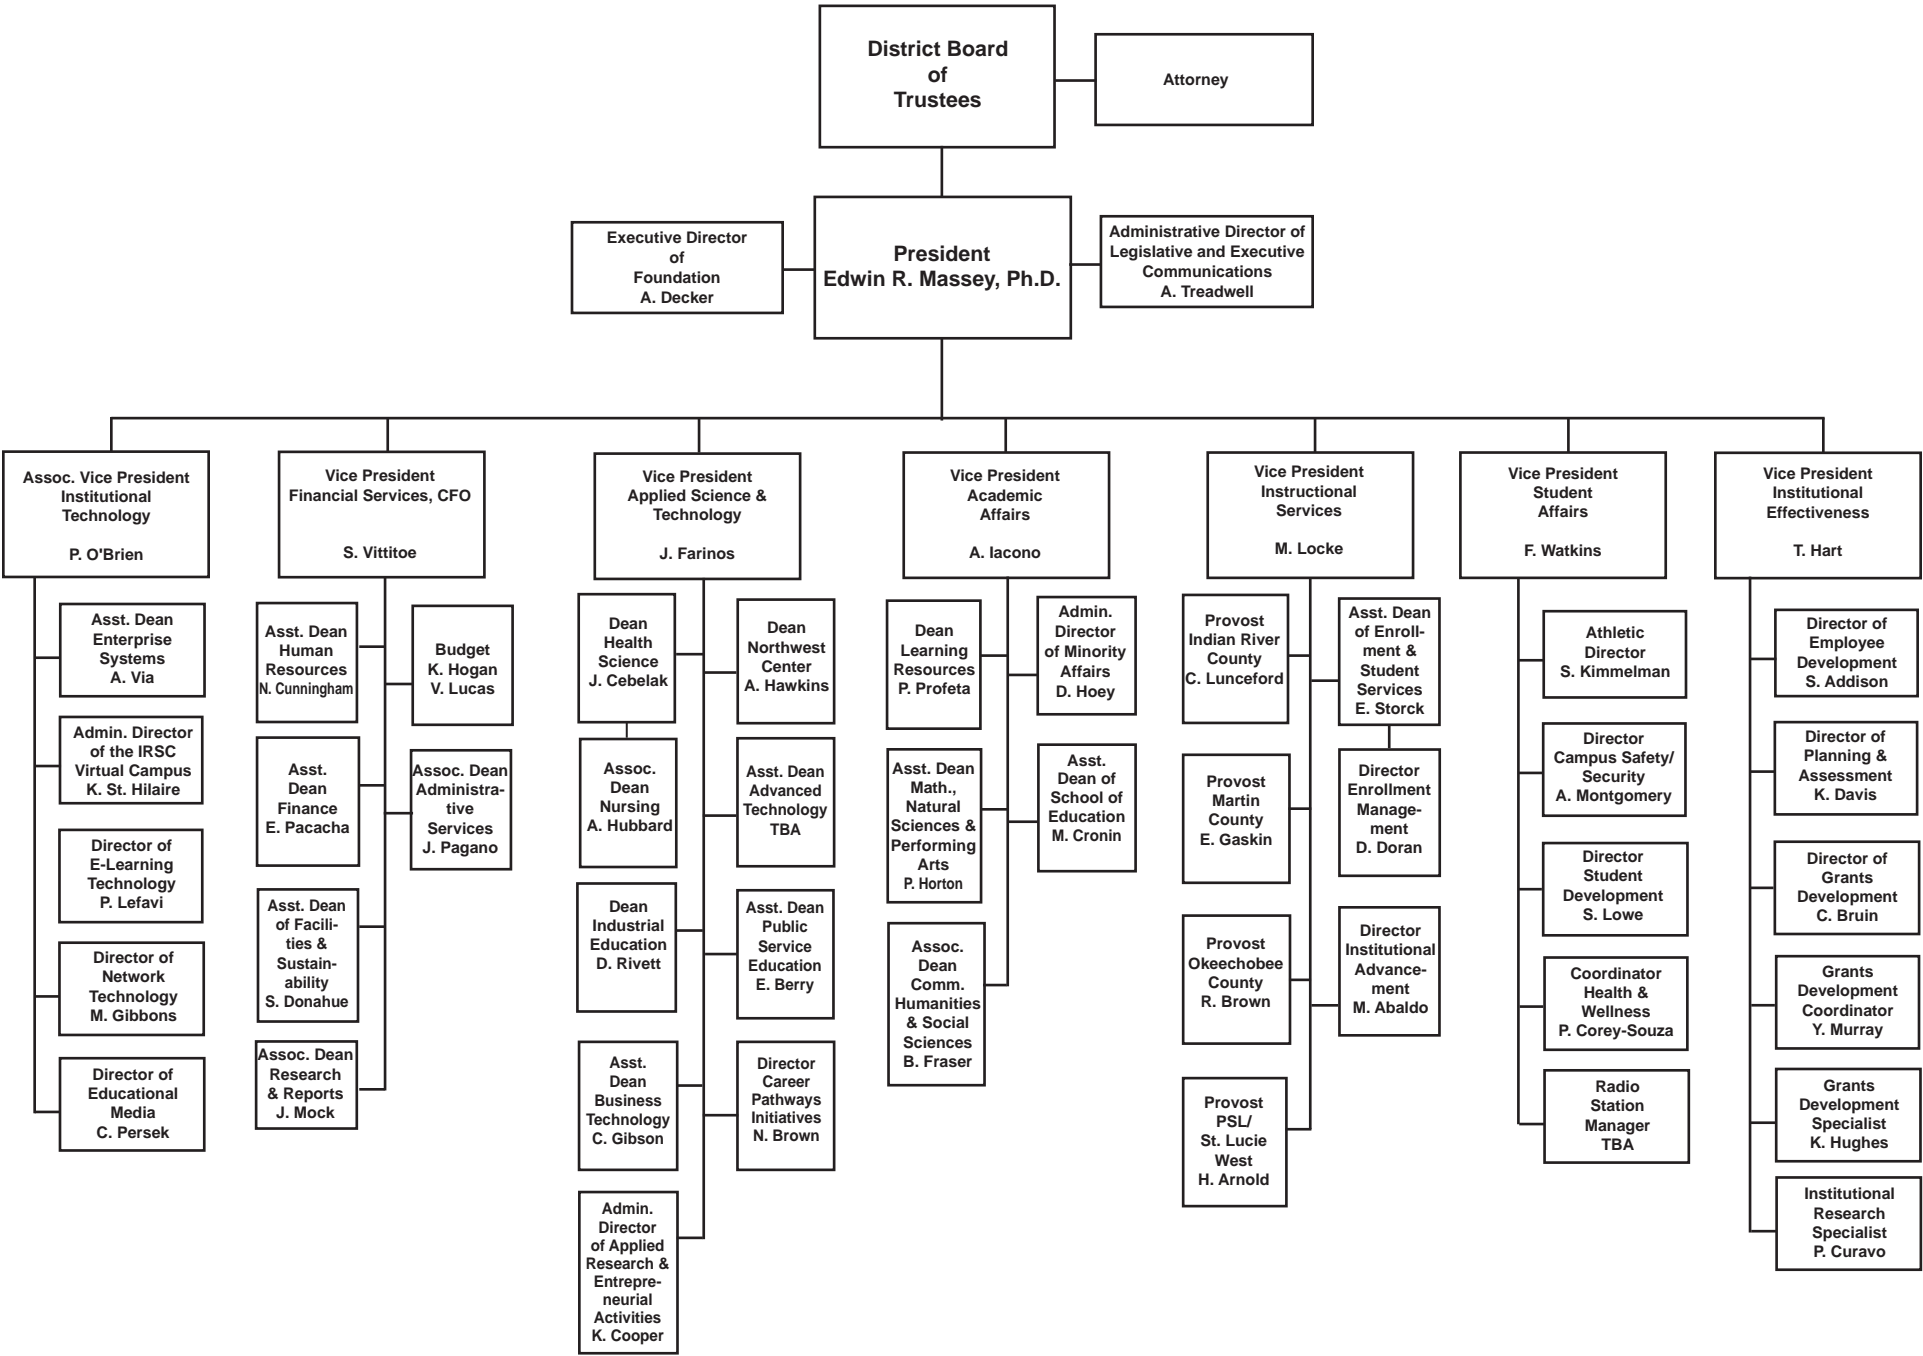 District Board
of
Trustees
Attorney
Executive Director
of
Foundation
A. Decker
President
Edwin R. Massey, Ph.D.
Administrative Director of
Legislative and Executive
Communications
A. Treadwell
Assoc. Vice President
Institutional
Technology
P. O'Brien
Vice President
Financial Services, CFO
S. Vittitoe
Vice President
Applied Science &
Technology
J. Farinos
Vice President
Academic
Affairs
A. Iacono
Vice President
Instructional
Services
M. Locke
Vice President
Student
Affairs
F. Watkins
Vice President
Institutional
Effectiveness
T. Hart
Asst. Dean
Enterprise
Systems
A. Via
Admin. Director
of the IRSC
Virtual Campus
K. St. Hilaire
Director of
E-Learning
Technology
P. Lefavi
Director of
Network
Technology
M. Gibbons
Director of
Educational
Media
C. Persek
Asst. Dean
Human
Resources
N. Cunningham
Budget
K. Hogan
V. Lucas
Asst.
Dean
Finance
E. Pacacha
Assoc. Dean
Administra-
tive
Services
J. Pagano
Asst. Dean
of Facili-
ties &
Sustain-
ability
S. Donahue
Assoc. Dean
Research
& Reports
J. Mock
Dean
Health
Science
J. Cebelak
Dean
Northwest
Center
A. Hawkins
Assoc.
Dean
Nursing
A. Hubbard
Asst. Dean
Advanced
Technology
TBA
Dean
Industrial
Education
D. Rivett
Asst. Dean
Public
Service
Education
E. Berry
Asst.
Dean
Business
Technology
C. Gibson
Director
Career
Pathways
Initiatives
N. Brown
Admin.
Director
of Applied
Research &
Entrepre-
neurial
Activities
K. Cooper
Dean
Learning
Resources
P. Profeta
Admin.
Director
of Minority
Affairs
D. Hoey
Asst. Dean
Math.,
Natural
Sciences &
Performing
Arts
P. Horton
Asst.
Dean of
School of
Education
M. Cronin
Assoc.
Dean
Comm.
Humanities
& Social
Sciences
B. Fraser
Provost
Indian River
County
C. Lunceford
Asst. Dean
of Enroll-
ment &
Student
Services
E. Storck
Provost
Martin
County
E. Gaskin
Director
Enrollment
Manage-
ment
D. Doran
Provost
Okeechobee
County
R. Brown
Director
Institutional
Advance-
ment
M. Abaldo
Provost
PSL/
St. Lucie
West
H. Arnold
Athletic
Director
S. Kimmelman
Director
Campus Safety/
Security
A. Montgomery
Director
Student
Development
S. Lowe
Coordinator
Health &
Wellness
P. Corey-Souza
Radio
Station
Manager
TBA
Director of
Employee
Development
S. Addison
Director of
Planning &
Assessment
K. Davis
Director of
Grants
Development
C. Bruin
Grants
Development
Coordinator
Y. Murray
Grants
Development
Specialist
K. Hughes
Institutional
Research
Specialist
P. Curavo